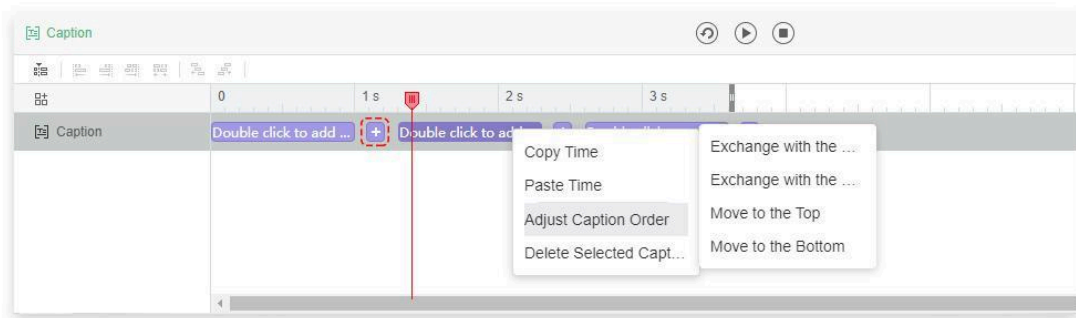 Caption
0
1 s
2 s
3 s
Caption
Double click to add ...
+
Double click to ad
Copy Time
Paste Time
Adjust Caption Order
Delete Selected Capt...
Exchange with the ...
Exchange with the ...
Move to the Top
Move to the Bottom